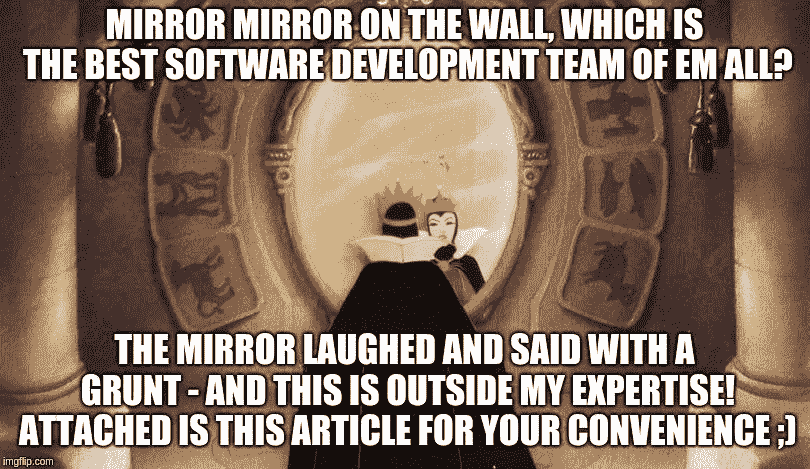 MIRROR MIRROR ON THE WALL, WHICH IS
THE BEST SOFTWARE DEVELOPMENT TEAM OF EM ALL?
THE MIRROR LAUGHED AND SAID WITH A
GRUNT - AND THIS IS OUTSIDE MY EXPERTISE!
ATTACHED IS THIS ARTICLE FOR YOUR CONVENIENCE ;)
imgflip.com